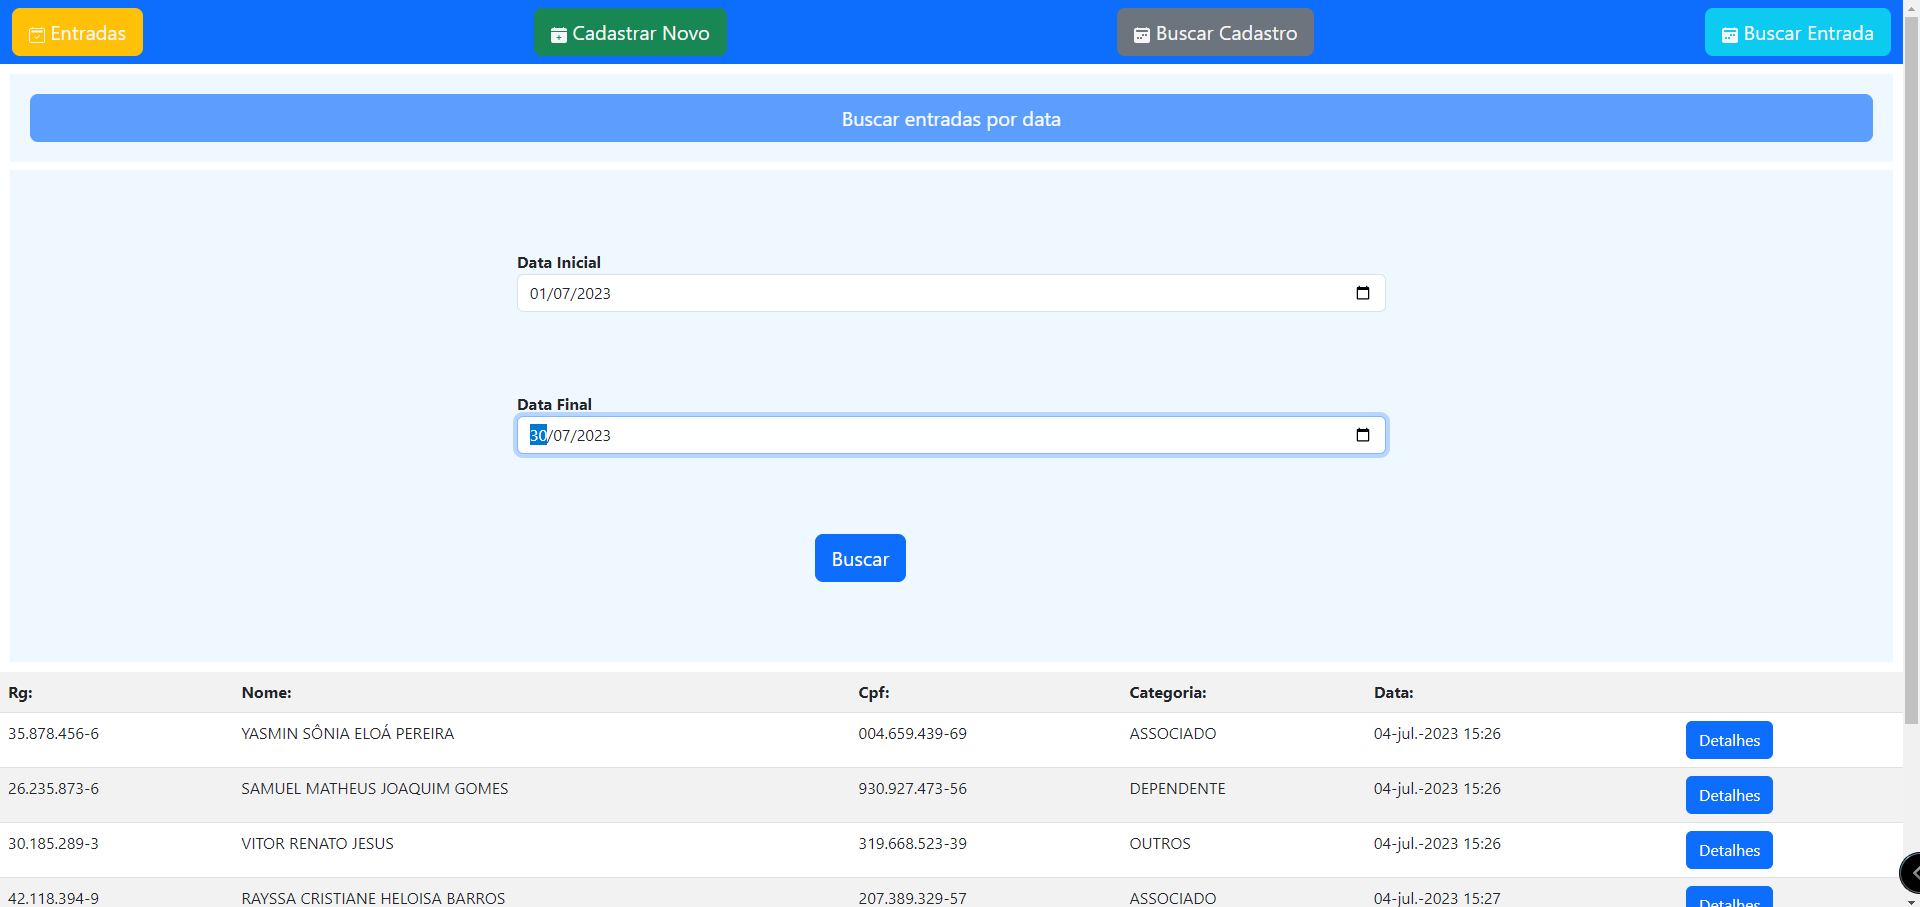 Entradas Cadastrar Novo Buscar Cadastro Buscar Entrada
Buscar entradas por data
Data Inicial
01/07/2023
Data Final
30/07/2023
Buscar
Rg: Nome: Cpf: Categoria: Data:
35.878.456-6 YASMIN SÔNIA ELOÁ PEREIRA 004.659.439-69 ASSOCIADO 04-jul.-2023 15:26 Detalhes
26.235.873-6 SAMUEL MATHEUS JOAQUIM GOMES 930.927.473-56 DEPENDENTE 04-jul.-2023 15:26 Detalhes
30.185.289-3 VITOR RENATO JESUS 319.668.523-39 OUTROS 04-jul.-2023 15:26 Detalhes
42.118.394-9 RAYSSA CRISTIANE HELOISA BARROS 207.389.329-57 ASSOCIADO 04-jul.-2023 15:27 Detalhes